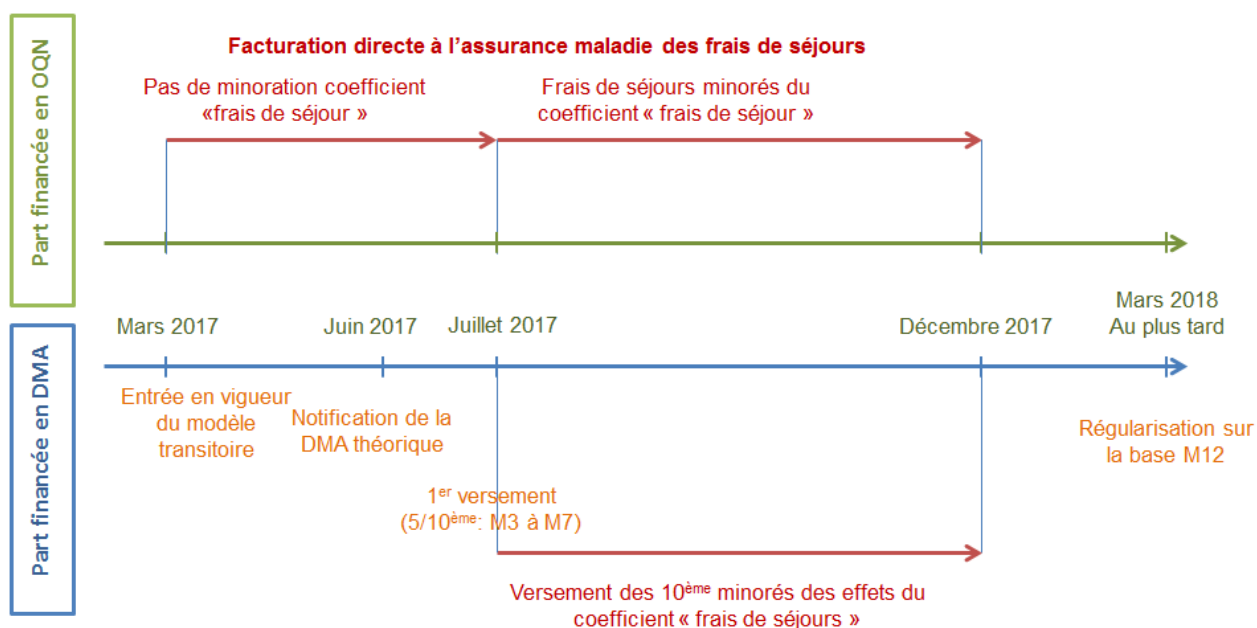 Part financée en OQN
Facturation directe à l’assurance maladie des frais de séjours
Pas de minoration coefficient
«frais de séjour »
Frais de séjours minorés du
coefficient « frais de séjour »
Mars 2017
Juin 2017
Juillet 2017
Décembre 2017
Mars 2018
Au plus tard
Part financée en DMA
Entrée en vigueur
du modèle
transitoire
Notification de la
DMA théorique
1er versement
(5/10ème: M3 à M7)
Régularisation sur
la base M12
Versement des 10ème minorés des effets du
coefficient « frais de séjours »